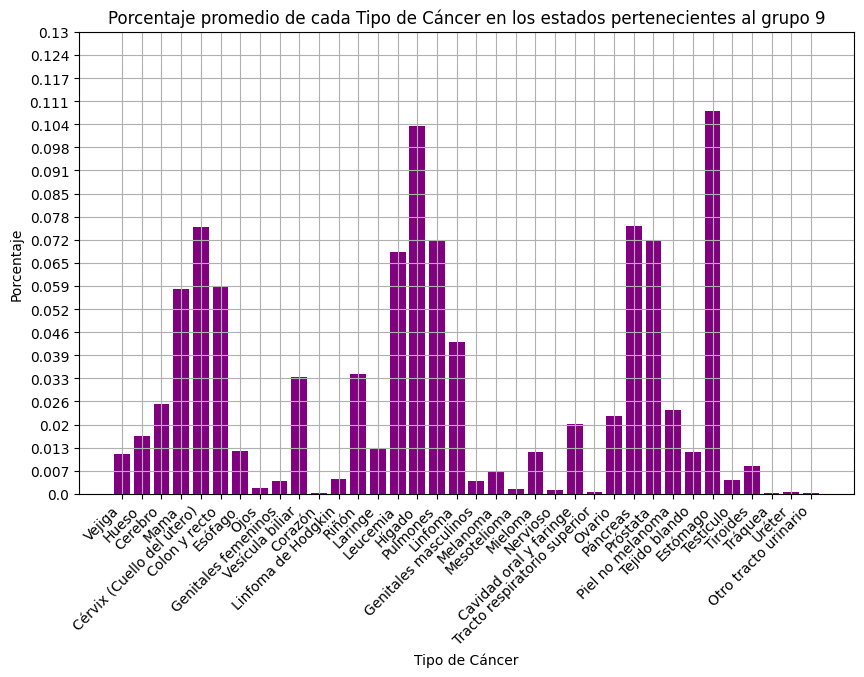 Porcentaje promedio de cada Tipo de Cáncer en los estados pertenecientes al grupo 9
Porcentaje
0.13
0.124
0.117
0.111
0.104
0.098
0.091
0.085
0.078
0.072
0.065
0.059
0.052
0.046
0.039
0.033
0.026
0.02
0.013
0.007
0.0
Vejiga
Hueso
Cerebro
Mama
Cérvix (Cuello del útero)
Colon y recto
Esófago
Ojos
Genitales femeninos
Vesícula biliar
Corazón
Linfoma de Hodgkin
Riñón
Laringe
Leucemia
Hígado
Pulmones
Linfoma
Genitales masculinos
Melanoma
Mesotelioma
Mieloma
Nervioso
Cavidad oral y faringe
Tracto respiratorio superior
Ovario
Páncreas
Próstata
Piel no melanoma
Tejido blando
Estómago
Testículo
Tiroides
Tráquea
Uréter
Otro tracto urinario
Tipo de Cáncer